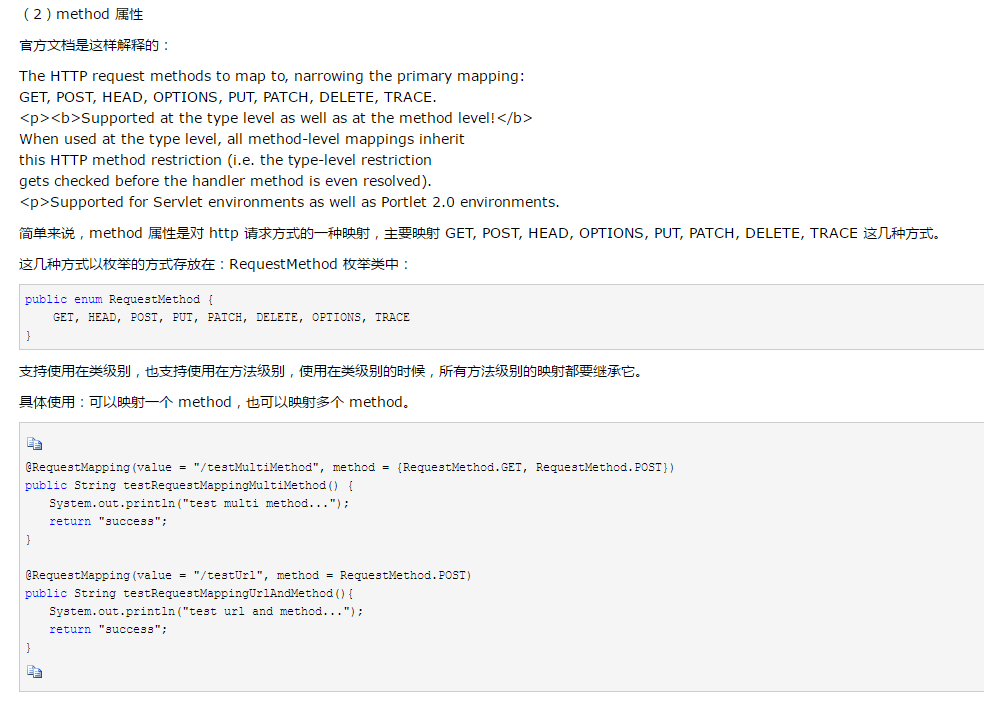 （2）method 属性
官方文档是这样解释的：
The HTTP request methods to map to, narrowing the primary mapping:
GET, POST, HEAD, OPTIONS, PUT, PATCH, DELETE, TRACE.
<p><b>Supported at the type level as well as at the method level!</b>
When used at the type level, all method-level mappings inherit
this HTTP method restriction (i.e. the type-level restriction
gets checked before the handler method is even resolved).
<p>Supported for Servlet environments as well as Portlet 2.0 environments.
简单来说，method 属性是对 http 请求方式的一种映射，主要映射 GET, POST, HEAD, OPTIONS, PUT, PATCH, DELETE, TRACE 这几种方式。
这几种方式以枚举的方式存放在：RequestMethod 枚举类中：
public enum RequestMethod {
    GET, HEAD, POST, PUT, PATCH, DELETE, OPTIONS, TRACE
}
支持使用在类级别，也支持使用在方法级别，使用在类级别的时候，所有方法级别的映射都要继承它。
具体使用：可以映射一个 method，也可以映射多个 method。
@RequestMapping(value = "/testMultiMethod", method = {RequestMethod.GET, RequestMethod.POST})
public String testRequestMappingMultiMethod() {
    System.out.println("test multi method...");
    return "success";
}
@RequestMapping(value = "/testUrl", method = RequestMethod.POST)
public String testRequestMappingUrlAndMethod(){
    System.out.println("test url and method...");
    return "success";
}